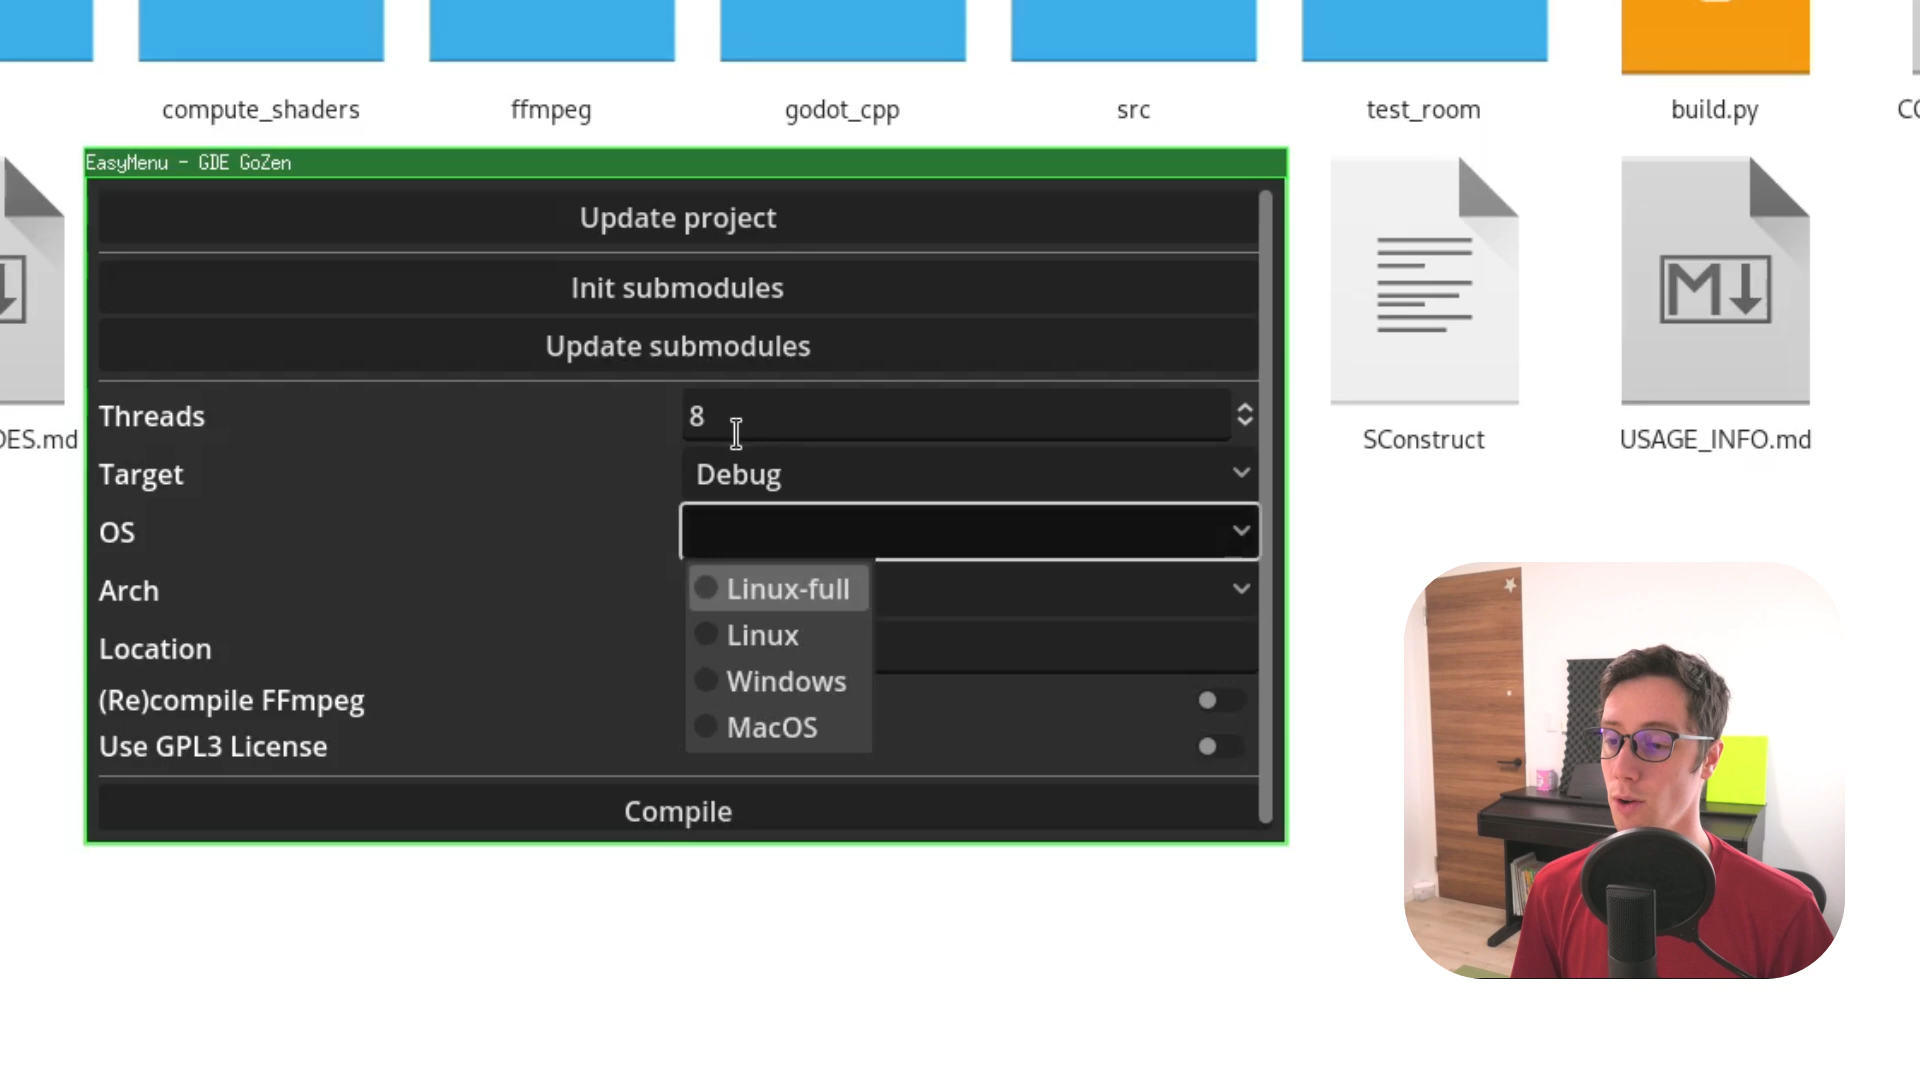 compute_shaders
ffmpeg
godot_cpp
src
test_room
build.py
EasyMenu - GDE GoZen
Update project
Init submodules
Update submodules
Threads
8
Target
Debug
OS
Linux-full
Arch
Linux
Location
Windows
(Re)compile FFmpeg
MacOS
Use GPL3 License
Compile
DES.md
SConstruct
USAGE_INFO.md